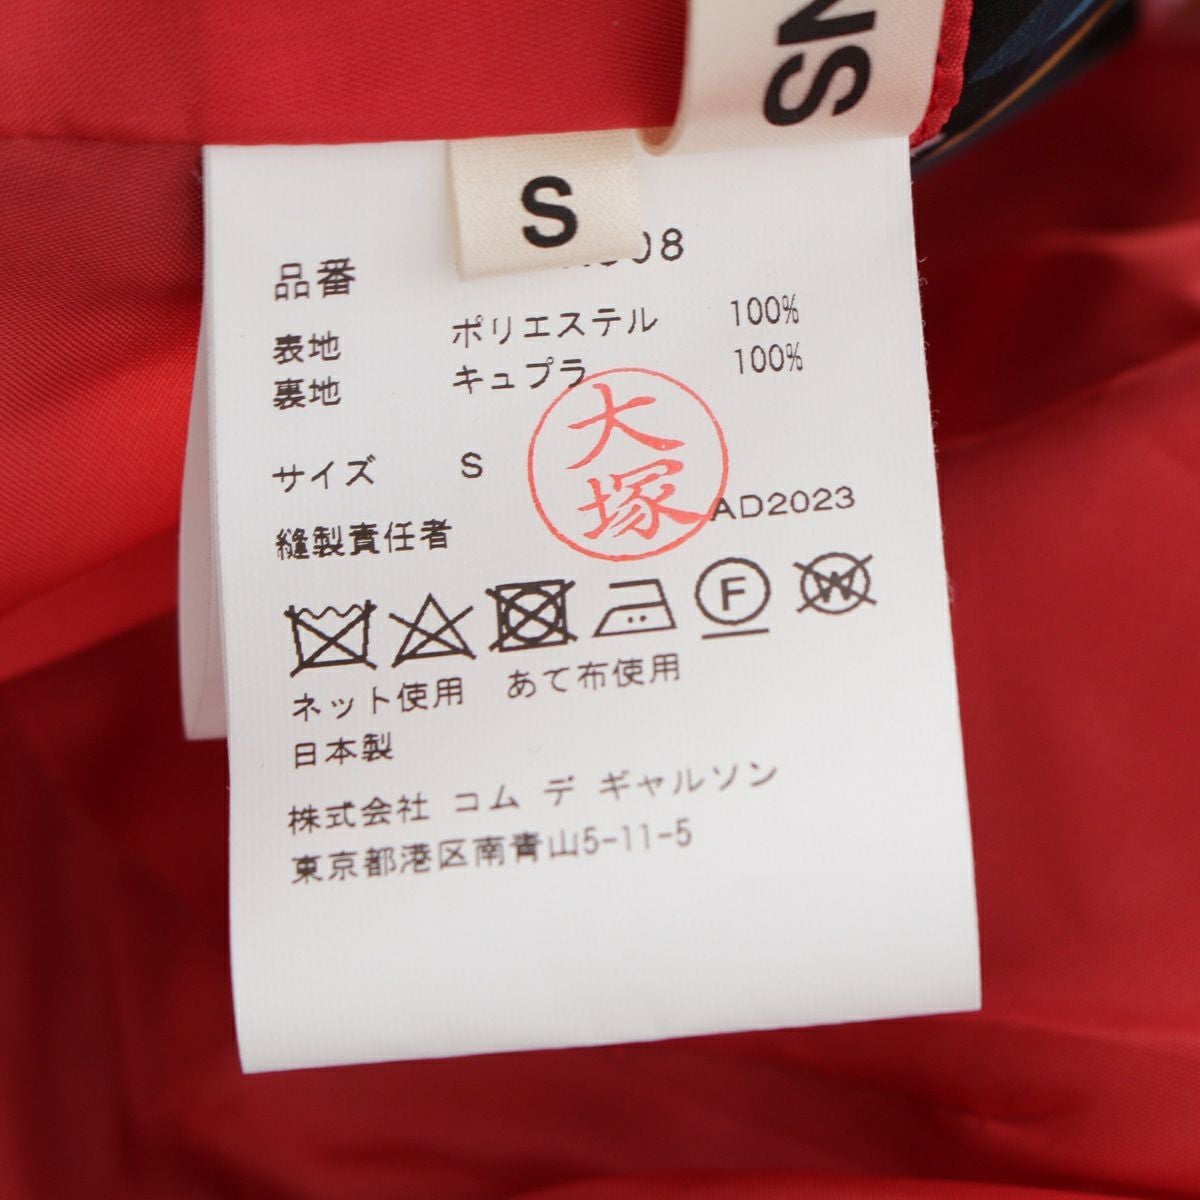 NS
S
品番 08
表地 ポリエステル 100%
裏地 キュプラ 100%
サイズ S
大塚
縫製責任者 AD2023
F W
ネット使用 あて布使用
日本製
株式会社 コム デ ギャルソン
東京都港区南青山5-11-5